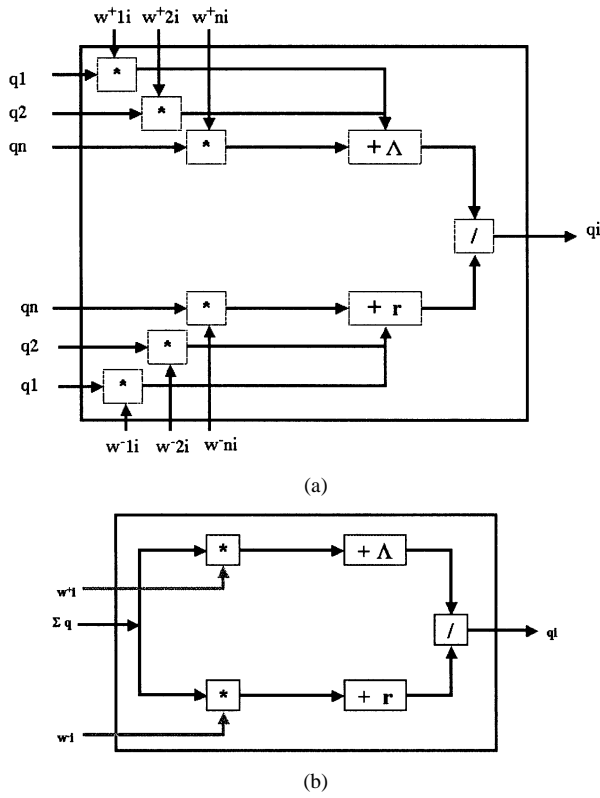 w+1i w+2i w+ni
q1 *
q2 *
qn * + Λ
/ qi
qn * + r
q2 *
q1 *
w-1i w-2i w-ni
(a)
* + Λ
w+i
Σ q / qi
* + r
w-i
(b)